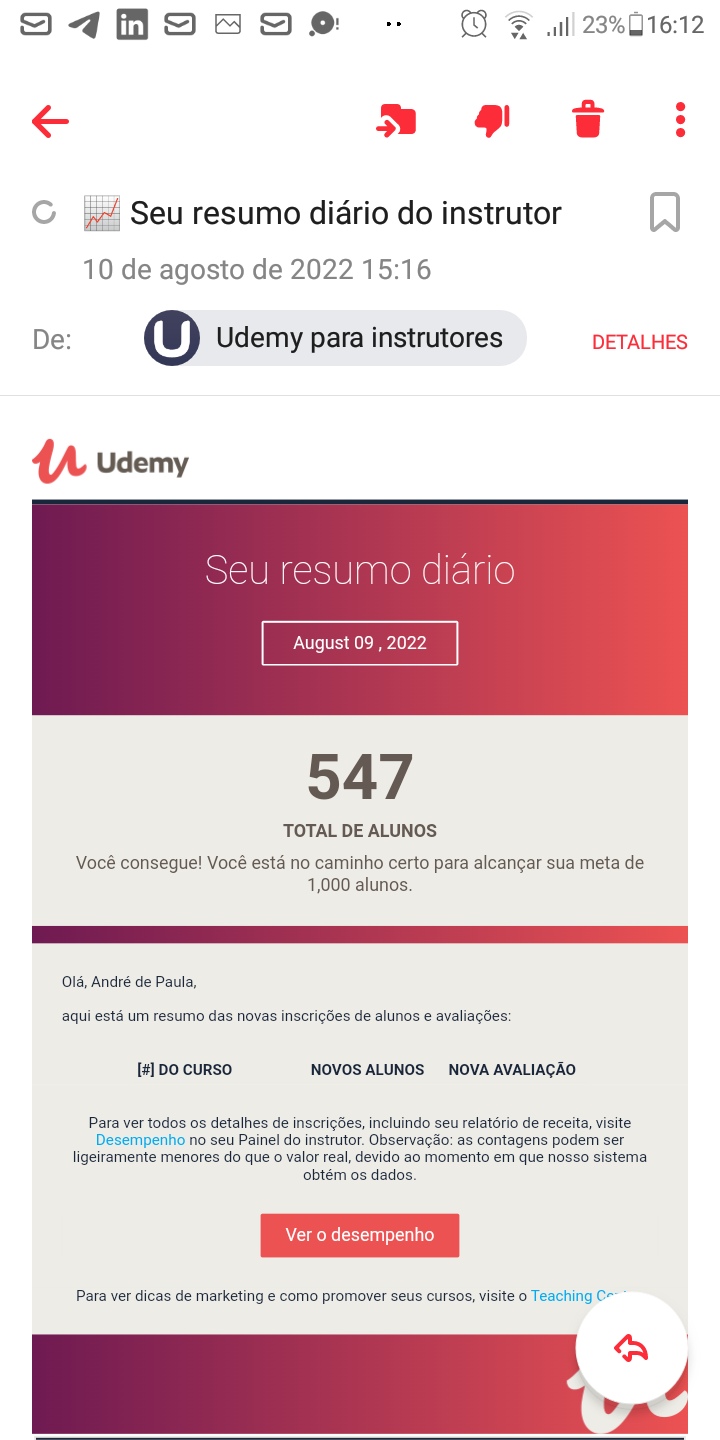 23% 16:12
Seu resumo diário do instrutor
10 de agosto de 2022 15:16
De: Udemy para instrutores DETALHES
Udemy
Seu resumo diário
August 09 , 2022
547
TOTAL DE ALUNOS
Você consegue! Você está no caminho certo para alcançar sua meta de
1,000 alunos.
Olá, André de Paula,
aqui está um resumo das novas inscrições de alunos e avaliações:
[#] DO CURSO NOVOS ALUNOS NOVA AVALIAÇÃO
Para ver todos os detalhes de inscrições, incluindo seu relatório de receita, visite
Desempenho no seu Painel do instrutor. Observação: as contagens podem ser
ligeiramente menores do que o valor real, devido ao momento em que nosso sistema
obtém os dados.
Ver o desempenho
Para ver dicas de marketing e como promover seus cursos, visite o Teaching